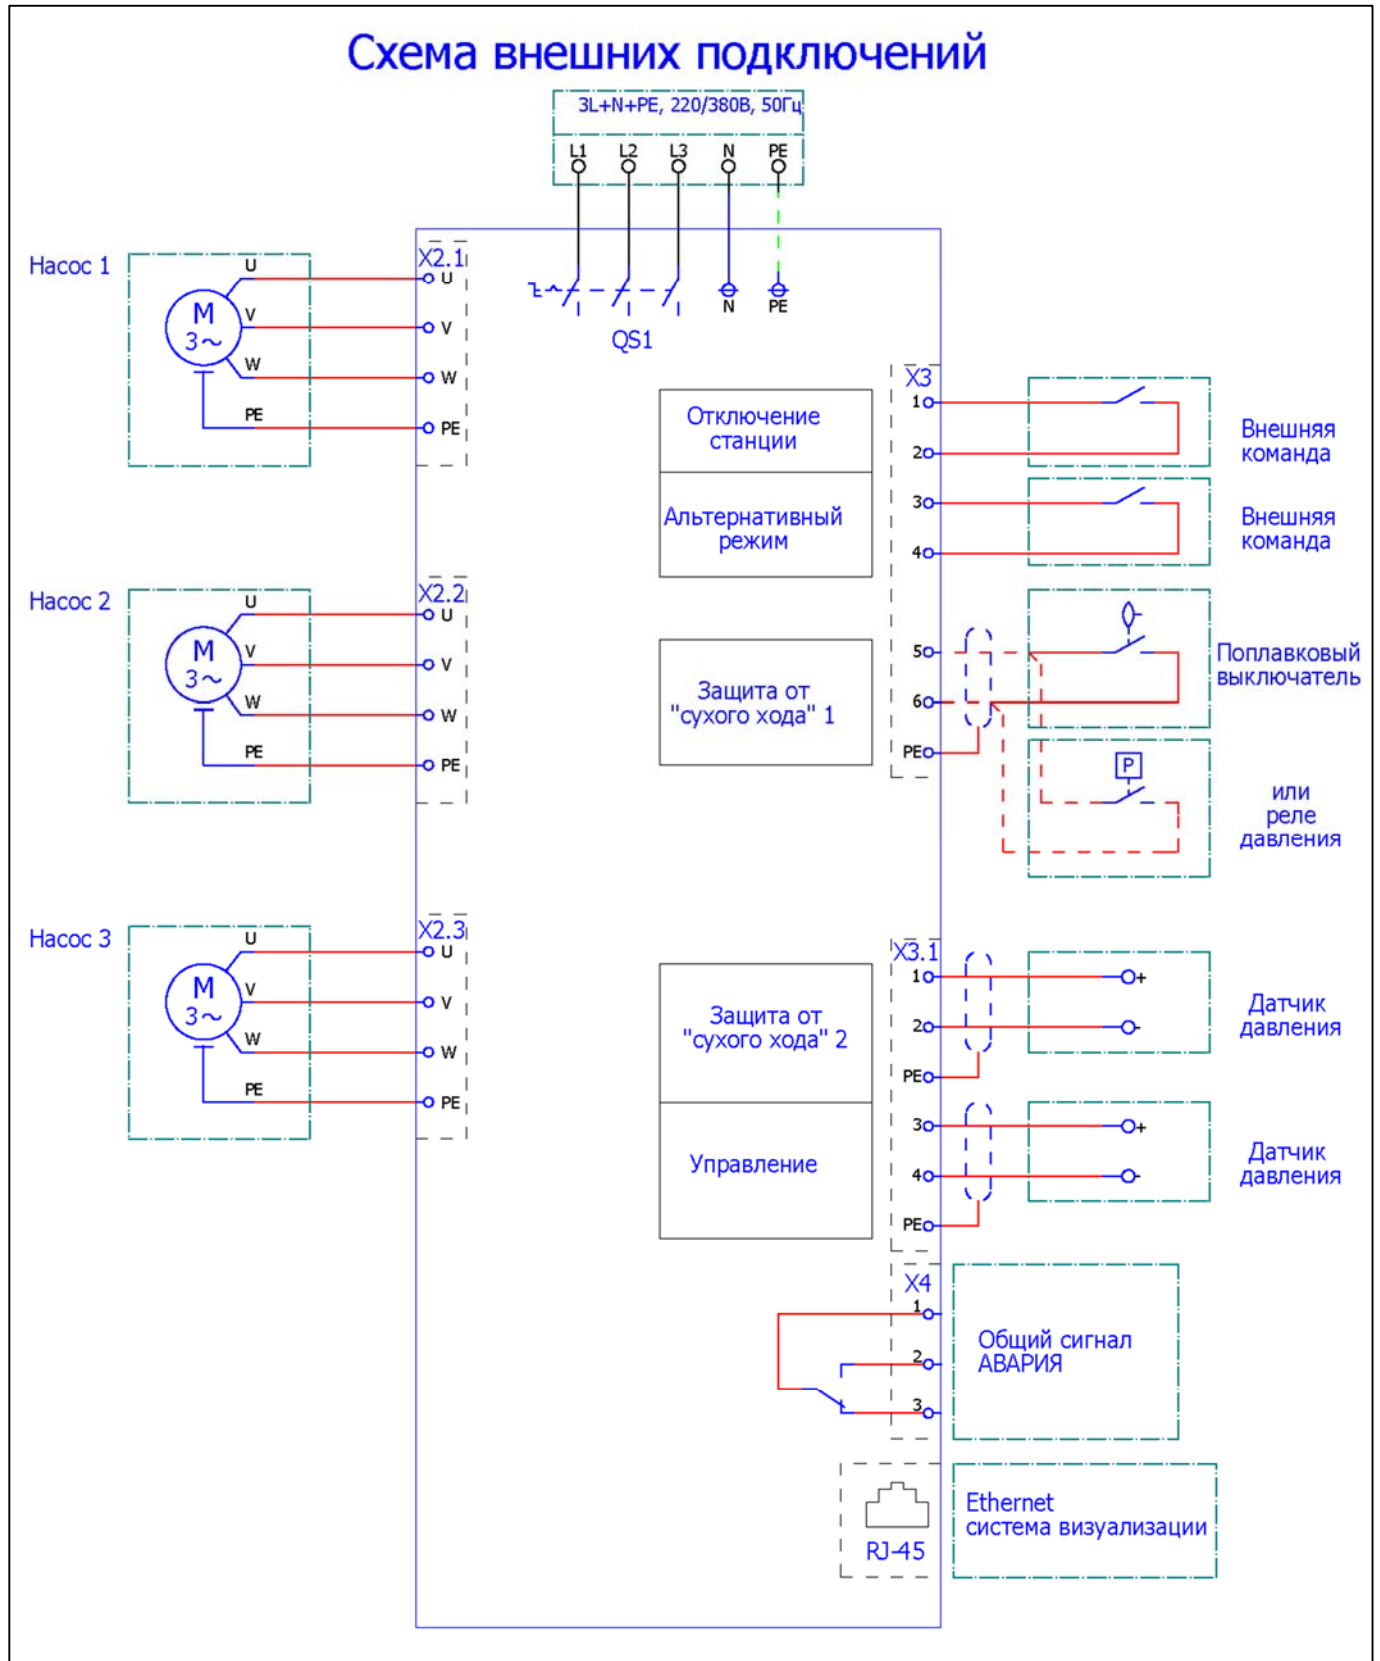 Схема внешних подключений
3L+N+PE, 220/380В, 50Гц
L1 L2 L3 N PE
N PE
QS1
Насос 1
U
V
W
PE
M
3~
X2.1
U
V
W
PE
Насос 2
U
V
W
PE
M
3~
X2.2
U
V
W
PE
Насос 3
U
V
W
PE
M
3~
X2.3
U
V
W
PE
Отключение
станции
Альтернативный
режим
Защита от
"сухого хода" 1
X3
1
2
3
4
5
6
PE
Внешняя
команда
Внешняя
команда
Поплавковый
выключатель
P
или
реле
давления
Защита от
"сухого хода" 2
Управление
X3.1
1
2
PE
3
4
PE
+
-
Датчик
давления
+
-
Датчик
давления
X4
1
2
3
Общий сигнал
АВАРИЯ
RJ-45
Ethernet
система визуализации